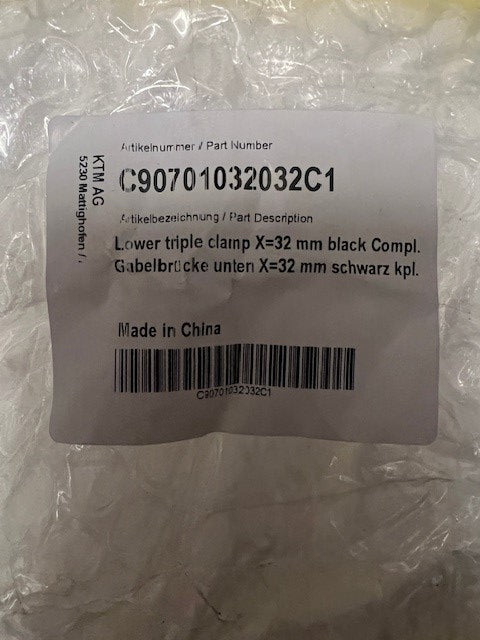 Artikelnummer / Part Number
C90701032032C1
Artikelbezeichnung / Part Description
Lower triple clamp X=32 mm black Compl.
Gabelbrücke unten X=32 mm schwarz kpl.
Made in China
C90701032032C1
KTM AG
5230 Mattighofen /